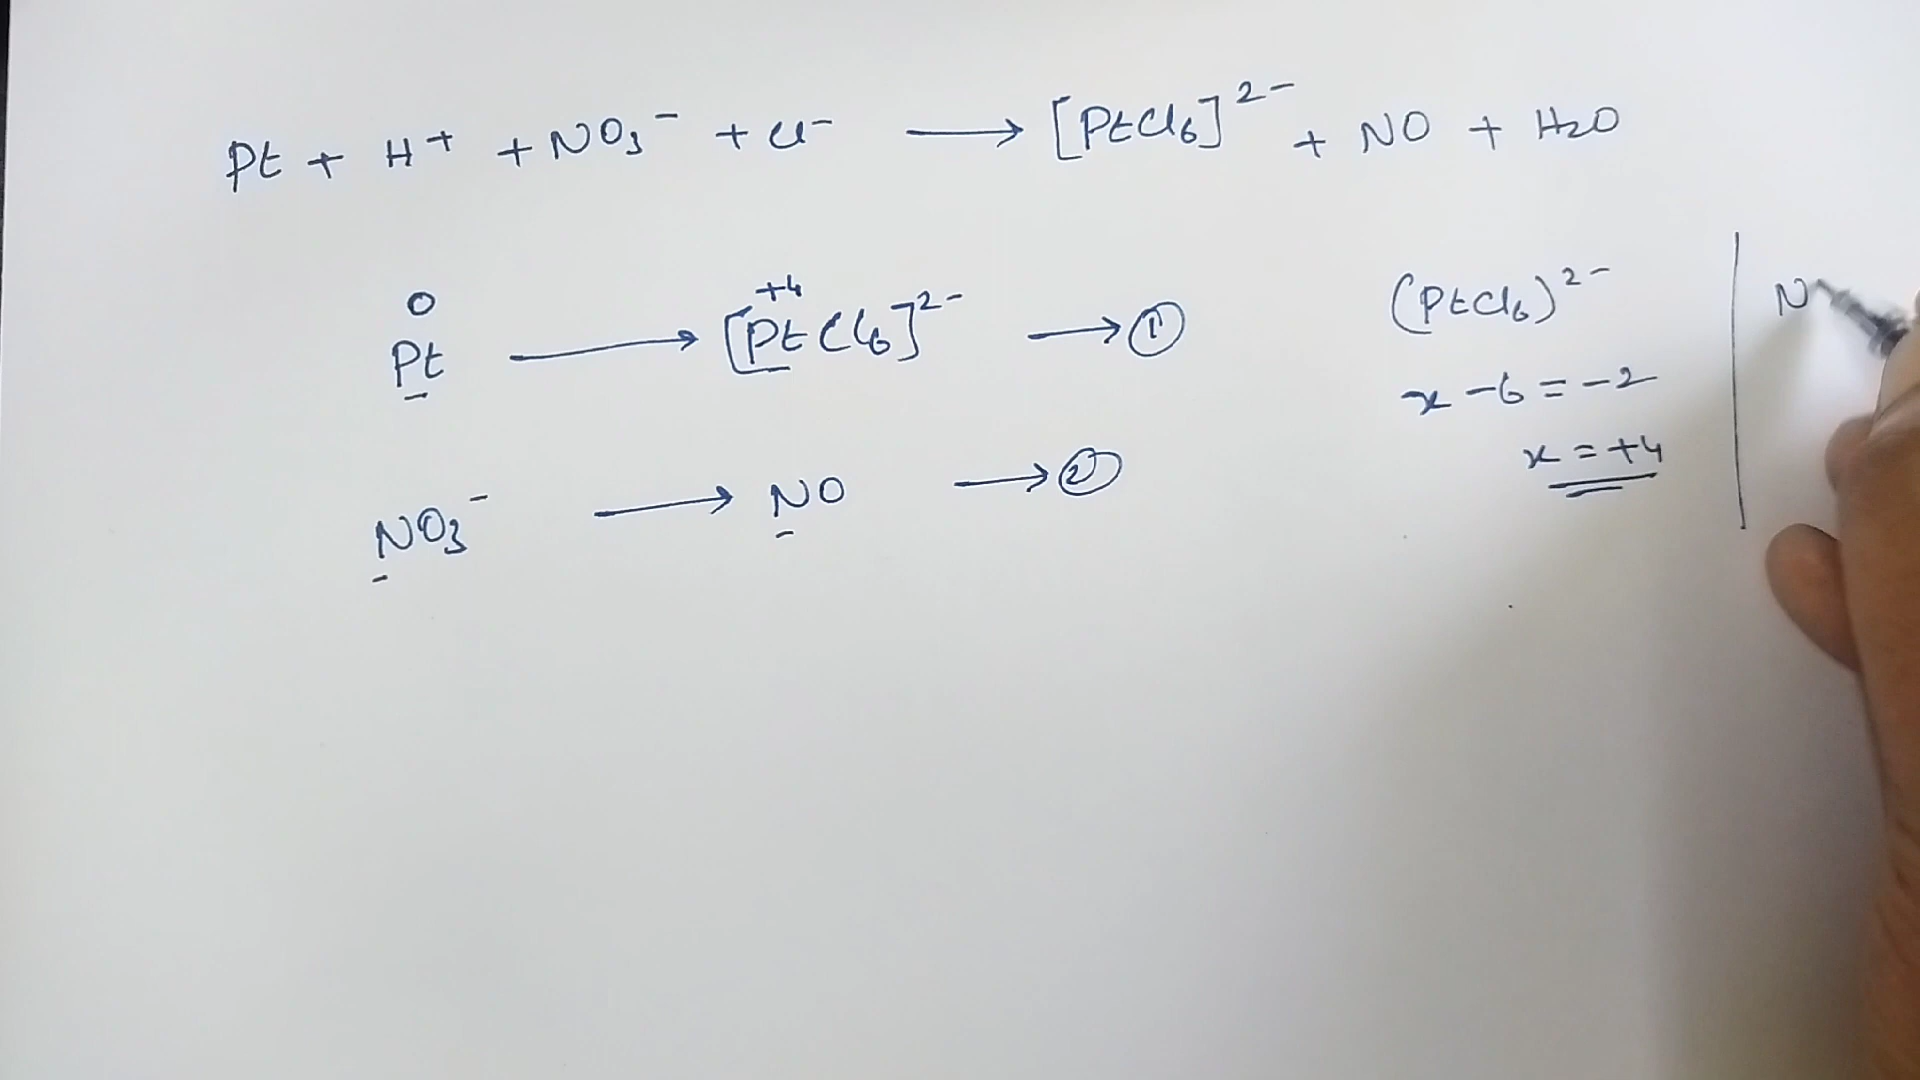 Pt + H⁺ + NO₃⁻ + Cl⁻ ⟶ [PtCl₆]²⁻ + NO + H₂O
0 +4
Pt ⟶ [PtCl₆]²⁻ ⟶ ①
NO₃⁻ ⟶ NO ⟶ ②
(PtCl₆)²⁻
x - 6 = -2
x = +4
N